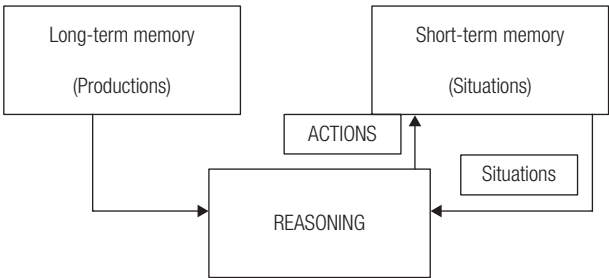 Long-term memory
(Productions)
Short-term memory
(Situations)
ACTIONS
Situations
REASONING